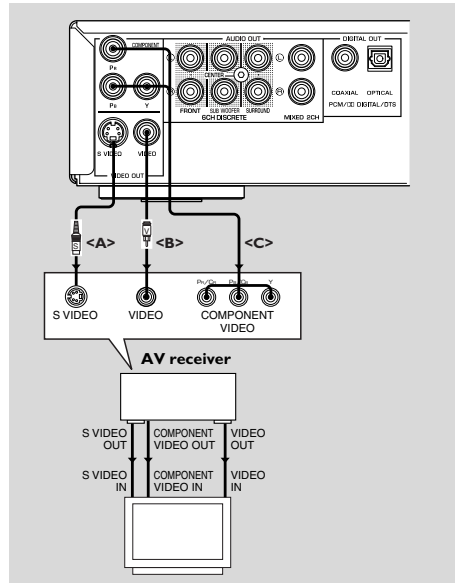 COMPONENT
AUDIO OUT
DIGITAL OUT
PR
L
L
CENTER
PB
Y
R
R
COAXIAL OPTICAL
FRONT SUB WOOFER SURROUND
6CH DISCRETE
MIXED 2CH
PCM/DD DIGITAL/DTS
S VIDEO
VIDEO
VIDEO OUT
S
<A>
V
<B>
<C>
PR/CR
PB/CB
Y
S VIDEO
VIDEO
COMPONENT
VIDEO
AV receiver
S VIDEO
OUT
COMPONENT
VIDEO OUT
VIDEO
OUT
S VIDEO
IN
COMPONENT
VIDEO IN
VIDEO
IN